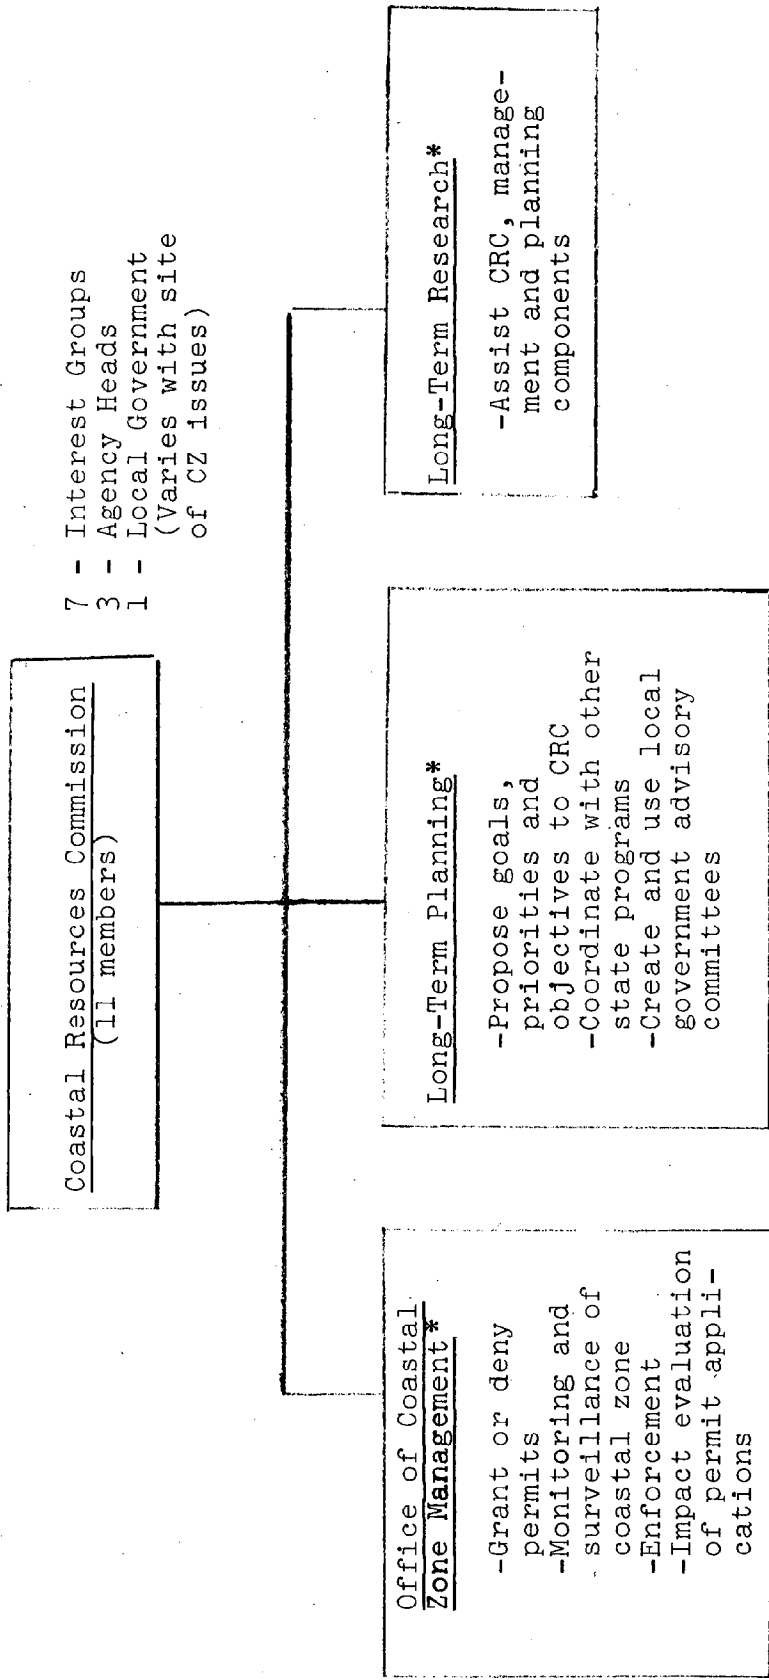 Coastal Resources Commission
(11 members)
7 - Interest Groups
3 - Agency Heads
1 - Local Government
(Varies with site
of CZ issues)
Office of Coastal
Zone Management*
-Grant or deny
permits
-Monitoring and
surveillance of
coastal zone
-Enforcement
-Impact evaluation
of permit appli-
cations
Long-Term Planning*
-Propose goals,
priorities and
objectives to CRC
-Coordinate with other
state programs
-Create and use local
government advisory
committees
Long-Term Research*
-Assist CRC, manage-
ment and planning
components